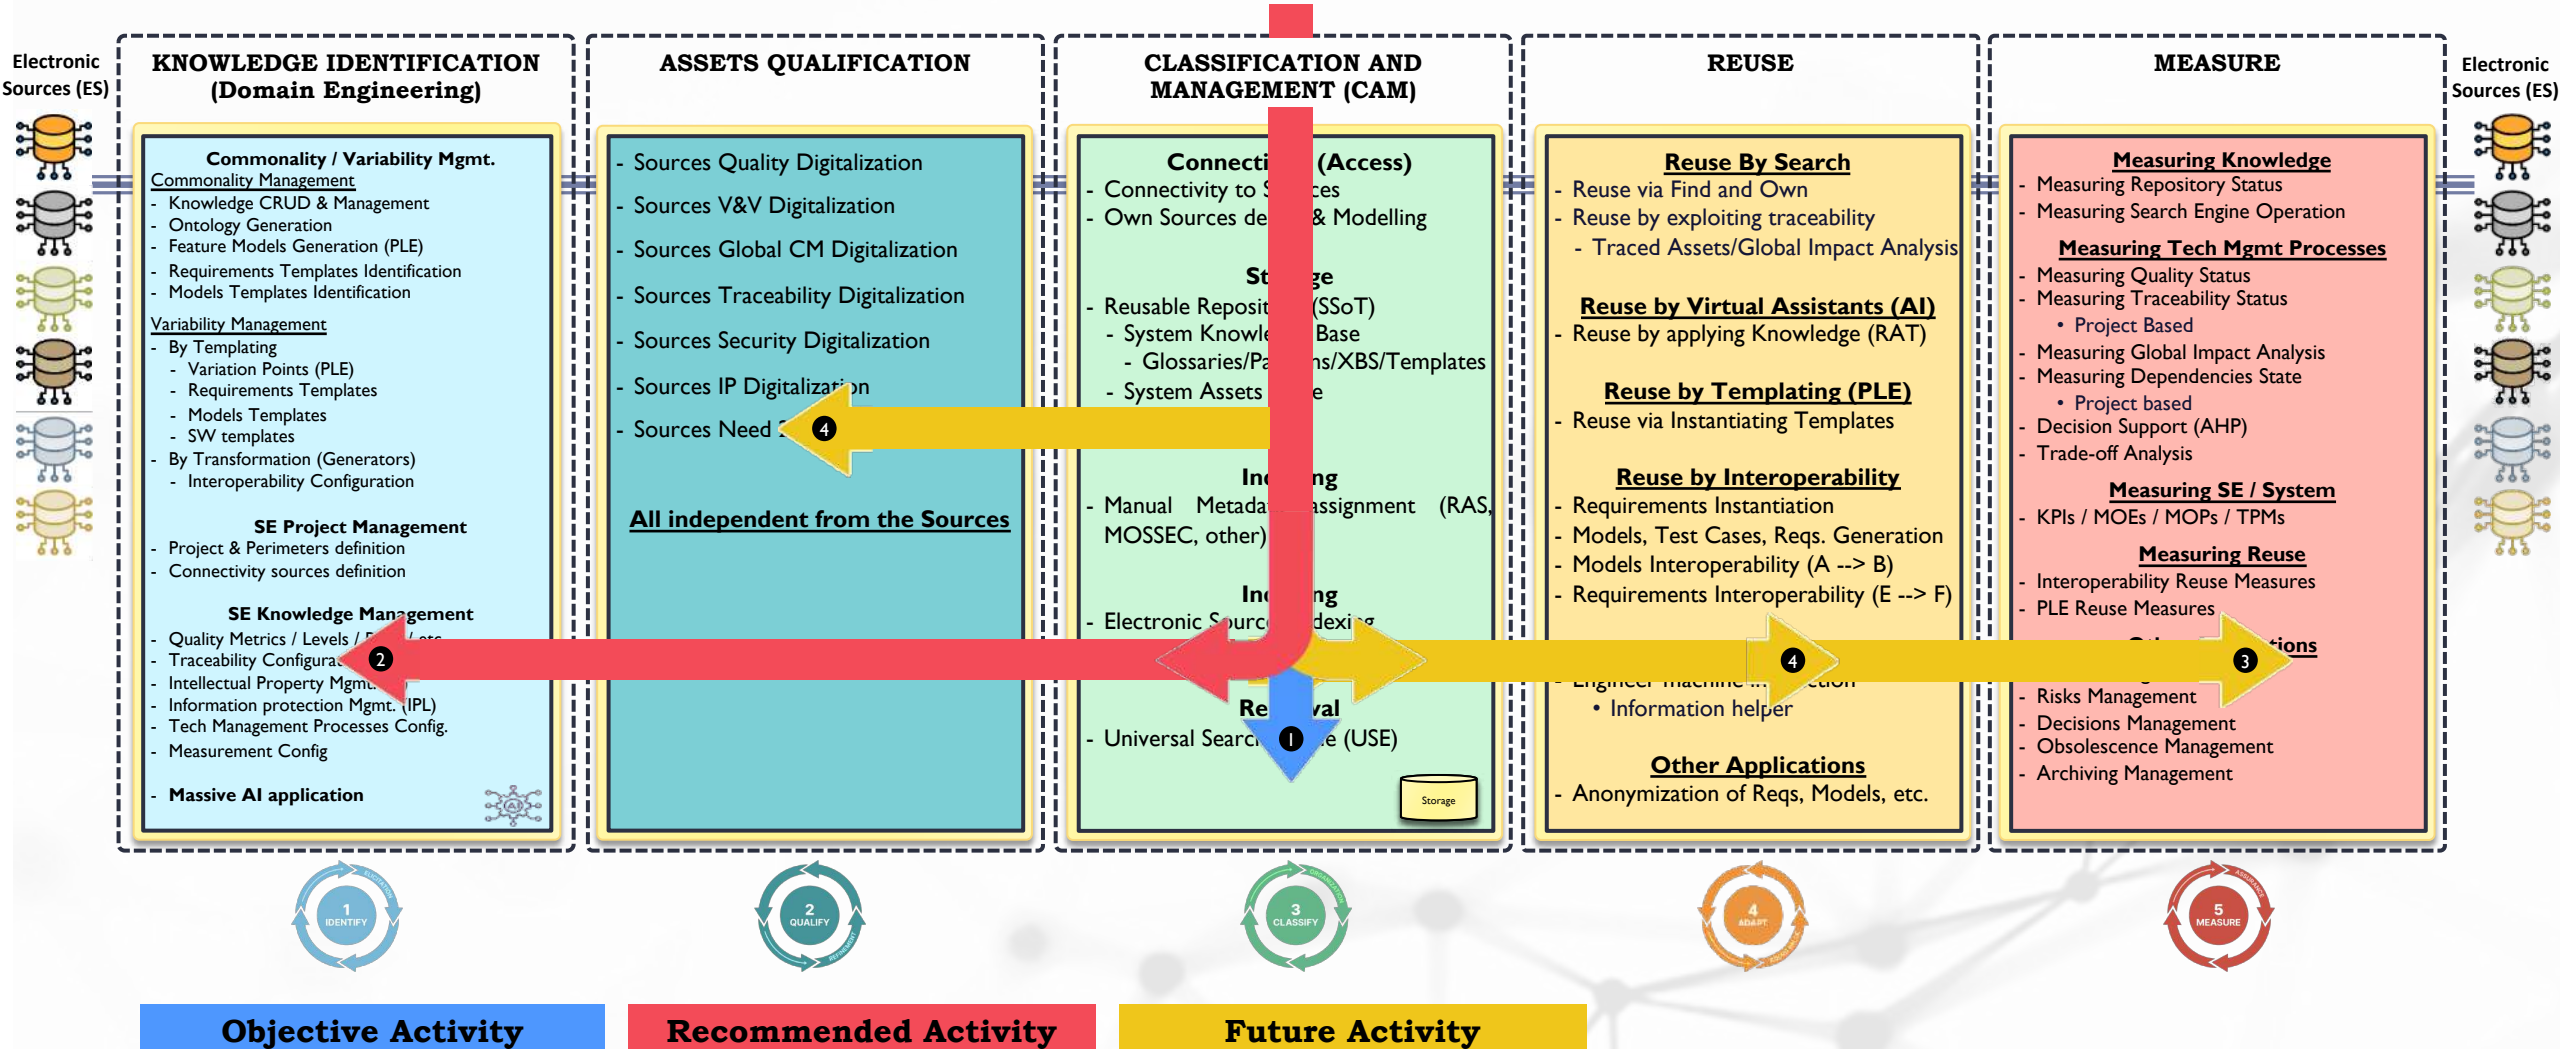 Electronic
Sources (ES)
KNOWLEDGE IDENTIFICATION
(Domain Engineering)
Commonality / Variability Mgmt.
Commonality Management
- Knowledge CRUD & Management
- Ontology Generation
- Feature Models Generation (PLE)
- Requirements Templates Identification
- Models Templates Identification
Variability Management
- By Templating
- Variation Points (PLE)
- Requirements Templates
- Models Templates
- SW templates
- By Transformation (Generators)
- Interoperability Configuration
SE Project Management
- Project & Perimeters definition
- Connectivity sources definition
SE Knowledge Management
- Quality Metrics / Levels /
- Traceability
2
- Intellectual Property Mgmt.
- Information protection Mgmt. (IPL)
- Tech Management Processes Config.
- Measurement Config
- Massive AI application
AI
ASSETS QUALIFICATION
- Sources Quality Digitalization
- Sources V&V Digitalization
- Sources Global CM Digitalization
- Sources Traceability Digitalization
- Sources Security Digitalization
- Sources IP Digitalization
- Sources Need
4
All independent from the Sources
CLASSIFICATION AND
MANAGEMENT (CAM)
(Access)
- Connectivity to
- Own Sources & Modelling
- Reusable (SSoT)
- System Base
- Glossaries/ /XBS/Templates
- System Assets
- Manual (RAS,
MOSSEC, other)
- Electronic
- Universal (USE)
1
Storage
REUSE
Reuse By Search
- Reuse via Find and Own
- Reuse by exploiting traceability
- Traced Assets/Global Impact Analysis
Reuse by Virtual Assistants (AI)
- Reuse by applying Knowledge (RAT)
Reuse by Templating (PLE)
- Reuse via Instantiating Templates
Reuse by Interoperability
- Requirements Instantiation
- Models, Test Cases, Reqs. Generation
- Models Interoperability (A --> B)
- Requirements Interoperability (E --> F)
4
- Engineer machine
• Information helper
Other Applications
- Anonymization of Reqs, Models, etc.
MEASURE
Measuring Knowledge
- Measuring Repository Status
- Measuring Search Engine Operation
Measuring Tech Mgmt Processes
- Measuring Quality Status
- Measuring Traceability Status
• Project Based
- Measuring Global Impact Analysis
- Measuring Dependencies State
• Project based
- Decision Support (AHP)
- Trade-off Analysis
Measuring SE / System
- KPIs / MOEs / MOPs / TPMs
Measuring Reuse
- Interoperability Reuse Measures
- PLE Reuse Measures
3
- Risks Management
- Decisions Management
- Obsolescence Management
- Archiving Management
Electronic
Sources (ES)
ELICITATION
1
IDENTIFY
2
QUALIFY
REFINEMENT
ORGANIZATION
3
CLASSIFY
4
ADAPT
ASSURANCE
5
MEASURE
Objective Activity
Recommended Activity
Future Activity